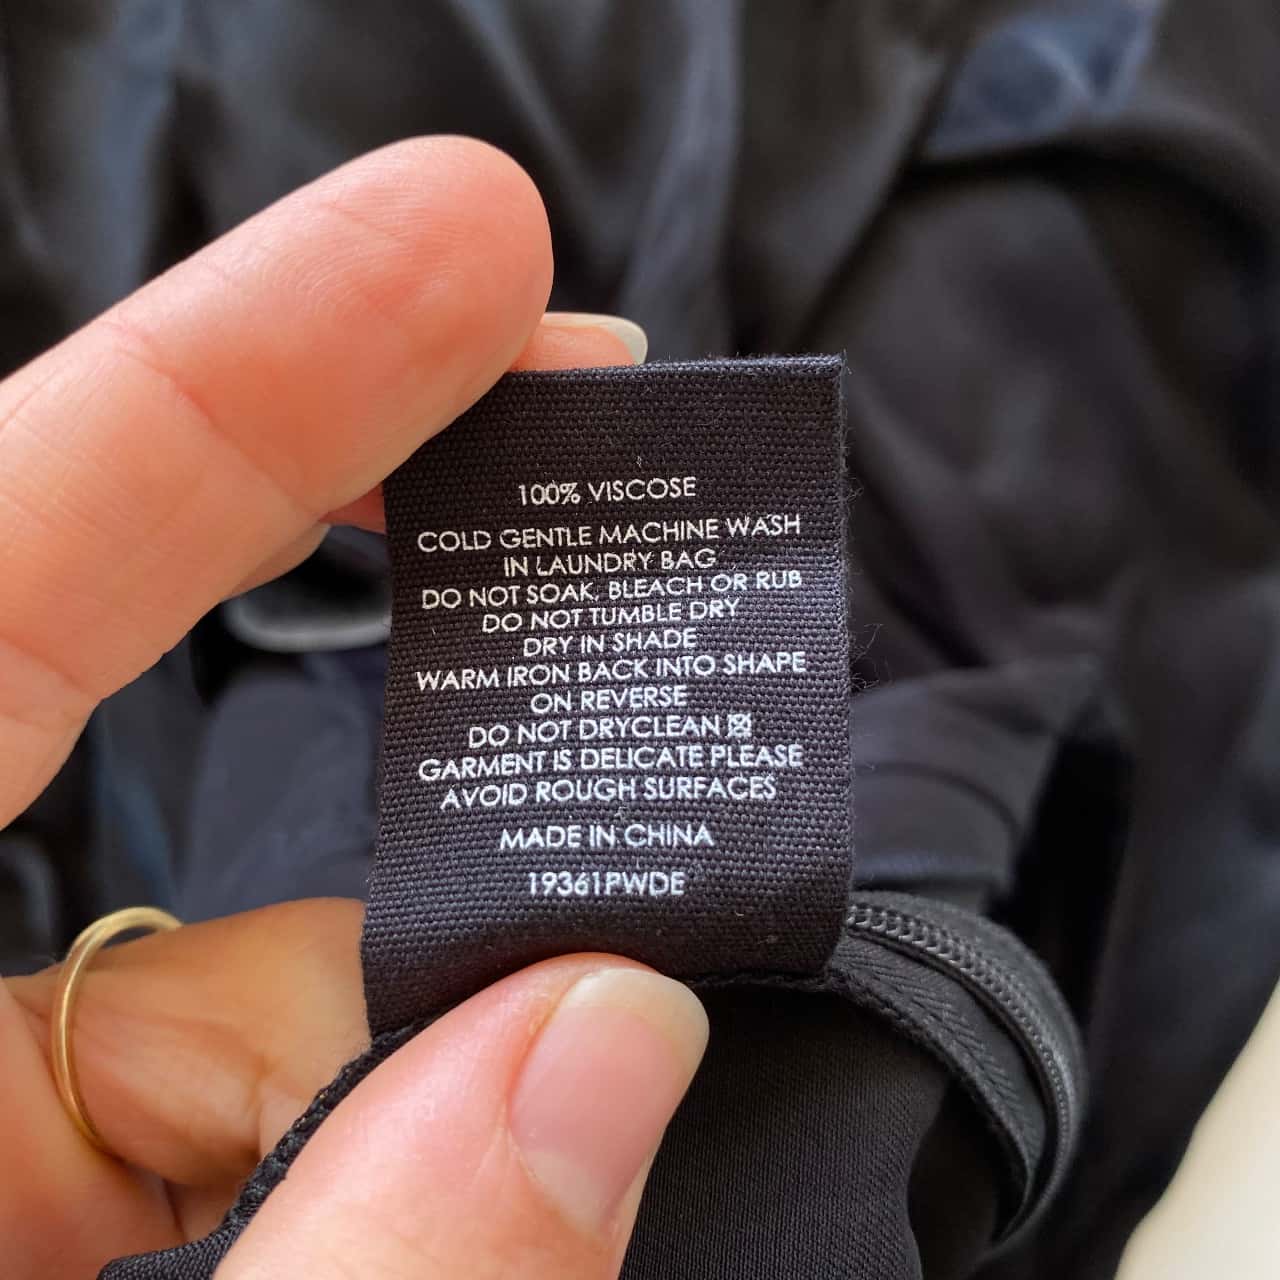 100% VISCOSE
COLD GENTLE MACHINE WASH
IN LAUNDRY BAG
DO NOT SOAK, BLEACH OR RUB
DO NOT TUMBLE DRY
DRY IN SHADE
WARM IRON BACK INTO SHAPE
ON REVERSE
DO NOT DRYCLEAN
GARMENT IS DELICATE PLEASE
AVOID ROUGH SURFACES
MADE IN CHINA
19361PWDE